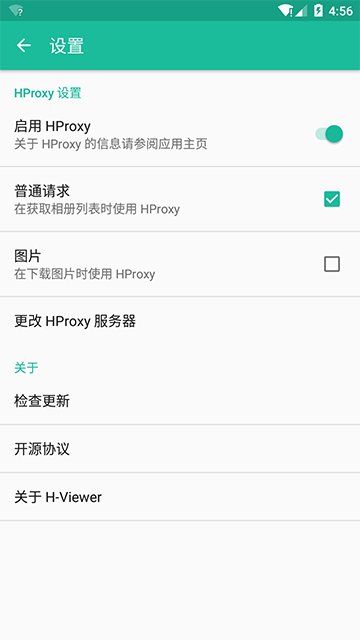 4:56
设置
HProxy 设置
启用 HProxy
关于 HProxy 的信息请参阅应用主页
普通请求
在获取相册列表时使用 HProxy
图片
在下载图片时使用 HProxy
更改 HProxy 服务器
关于
检查更新
开源协议
关于 H-Viewer